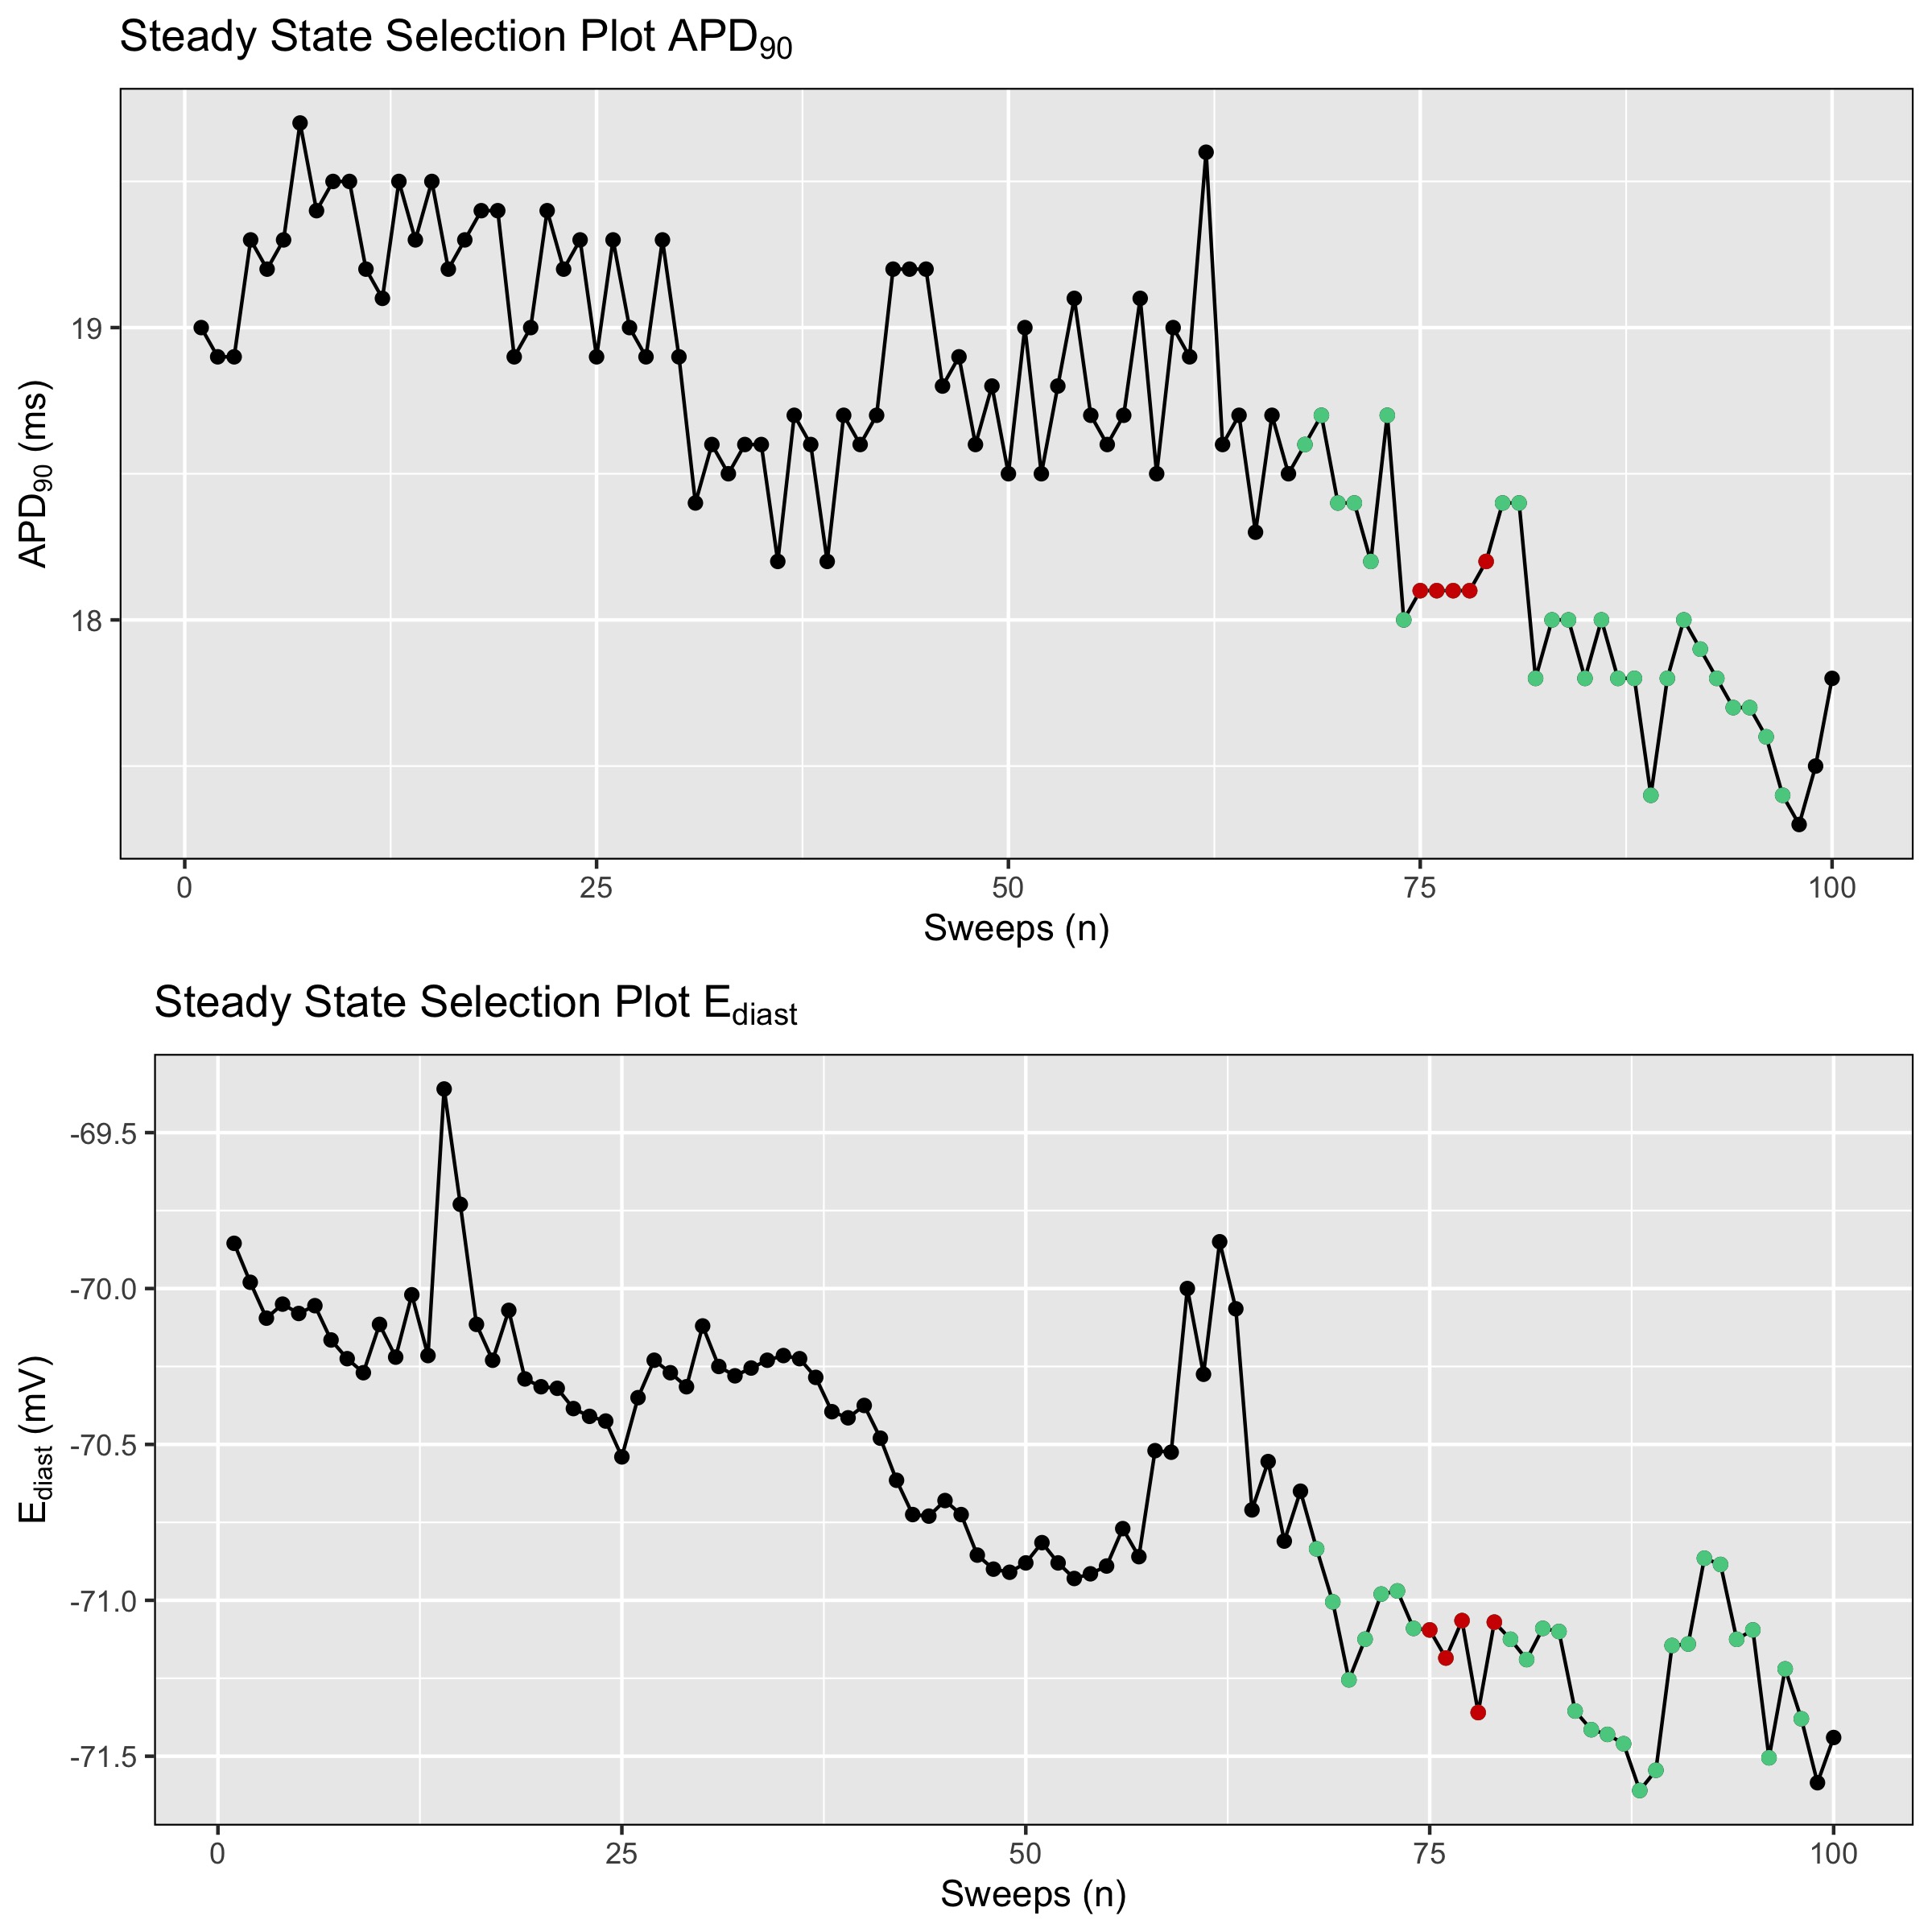 Steady State Selection Plot APD90
19
18
APD90 (ms)
0 25 50 75 100
Sweeps (n)
Steady State Selection Plot Ediast
-69.5
-70.0
-70.5
-71.0
-71.5
Ediast (mV)
0 25 50 75 100
Sweeps (n)